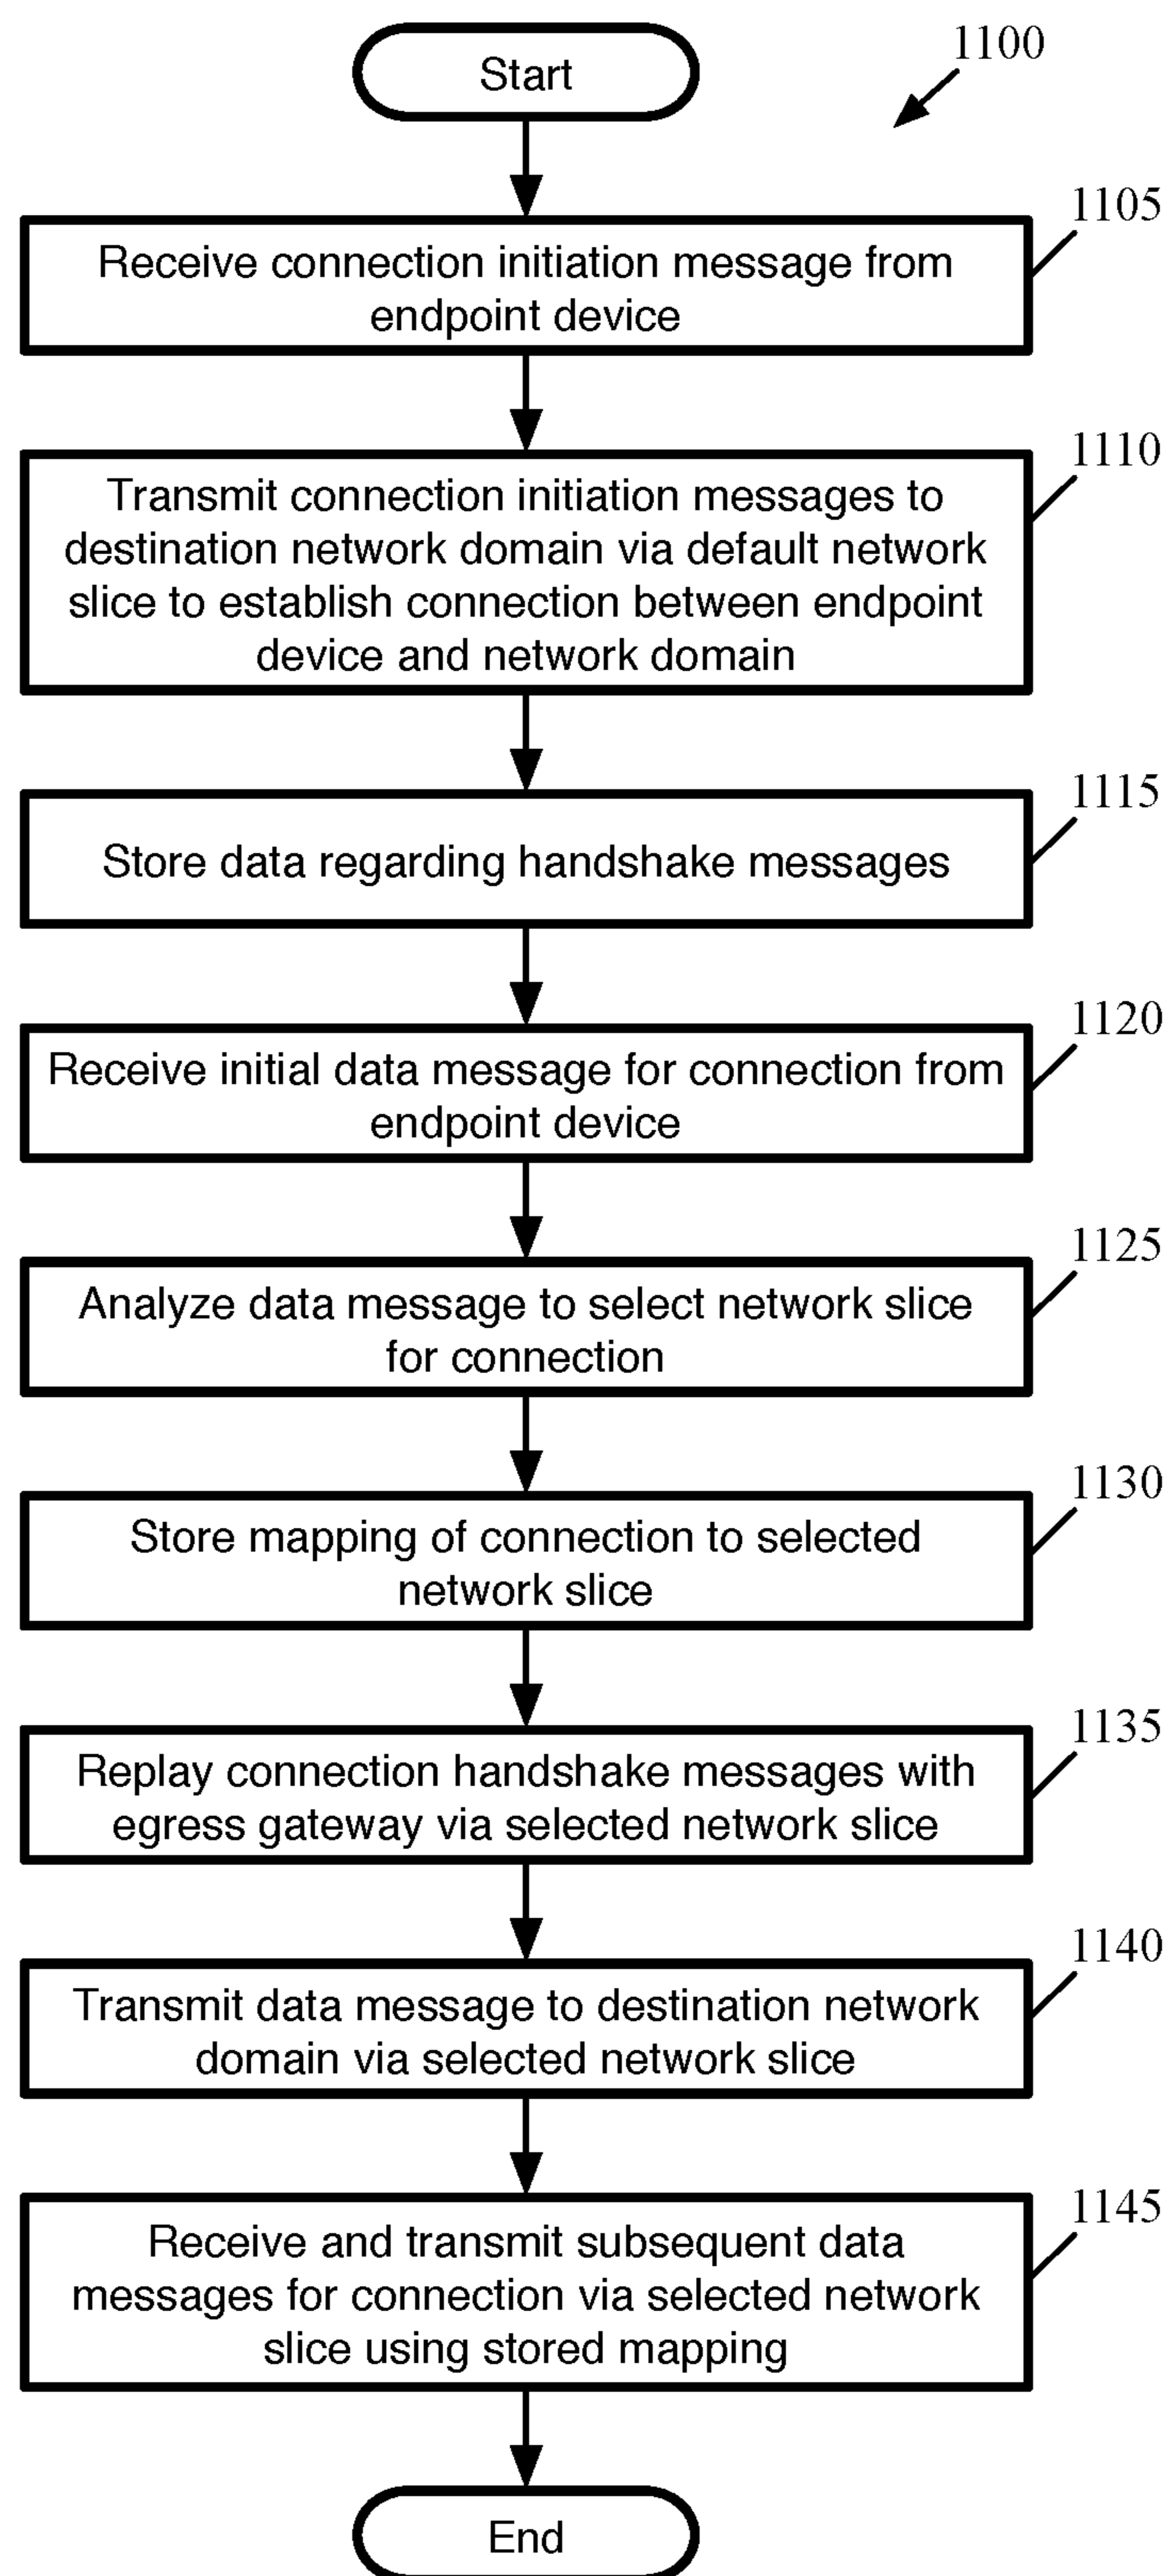 Start
1100
1105
Receive connection initiation message from
endpoint device
1110
Transmit connection initiation messages to
destination network domain via default network
slice to establish connection between endpoint
device and network domain
1115
Store data regarding handshake messages
1120
Receive initial data message for connection from
endpoint device
1125
Analyze data message to select network slice
for connection
1130
Store mapping of connection to selected
network slice
1135
Replay connection handshake messages with
egress gateway via selected network slice
1140
Transmit data message to destination network
domain via selected network slice
1145
Receive and transmit subsequent data
messages for connection via selected network
slice using stored mapping
End